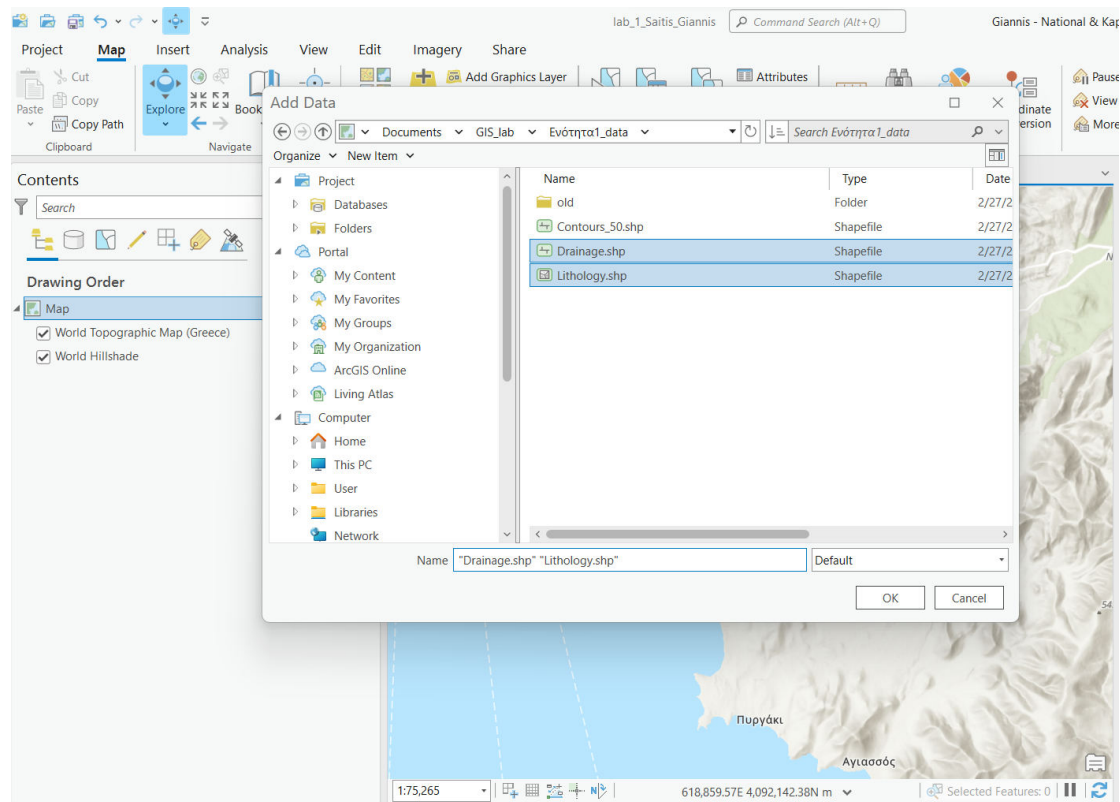 lab_1_Saitis_Giannis
Command Search (Alt+Q)
Giannis - National & Kap
Project Map Insert Analysis View Edit Imagery Share
Cut
Copy
Copy Path
Paste
Clipboard
Explore
Book
Navigate
Add Graphics Layer
Attributes
Pause
View
More
dinate
ersion
Add Data
Documents GIS_lab Ενότητα1_data
Search Ενότητα1_data
Organize New Item
Project
Databases
Folders
Portal
My Content
My Favorites
My Groups
My Organization
ArcGIS Online
Living Atlas
Computer
Home
This PC
User
Libraries
Network
Name Type Date
old Folder 2/27/2
Contours_50.shp Shapefile 2/27/2
Drainage.shp Shapefile 2/27/2
Lithology.shp Shapefile 2/27/2
Name "Drainage.shp" "Lithology.shp" Default
OK Cancel
Contents
Search
Drawing Order
Map
World Topographic Map (Greece)
World Hillshade
N
54
Πυργάκι
Αγιασσός
1:75,265
618,859.57E 4,092,142.38N m
Selected Features: 0